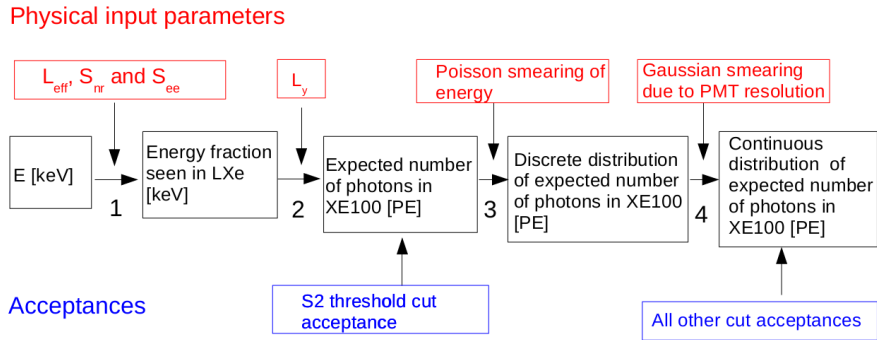 Physical input parameters
Leff, Snr and See
Ly
Poisson smearing of
energy
Gaussian smearing
due to PMT resolution
E [keV]
Energy fraction
seen in LXe
[keV]
Expected number
of photons in
XE100 [PE]
Discrete distribution
of expected number
of photons in XE100
[PE]
Continuous
distribution of
expected number
of photons in
XE100 [PE]
1
2
3
4
Acceptances
S2 threshold cut
acceptance
All other cut acceptances